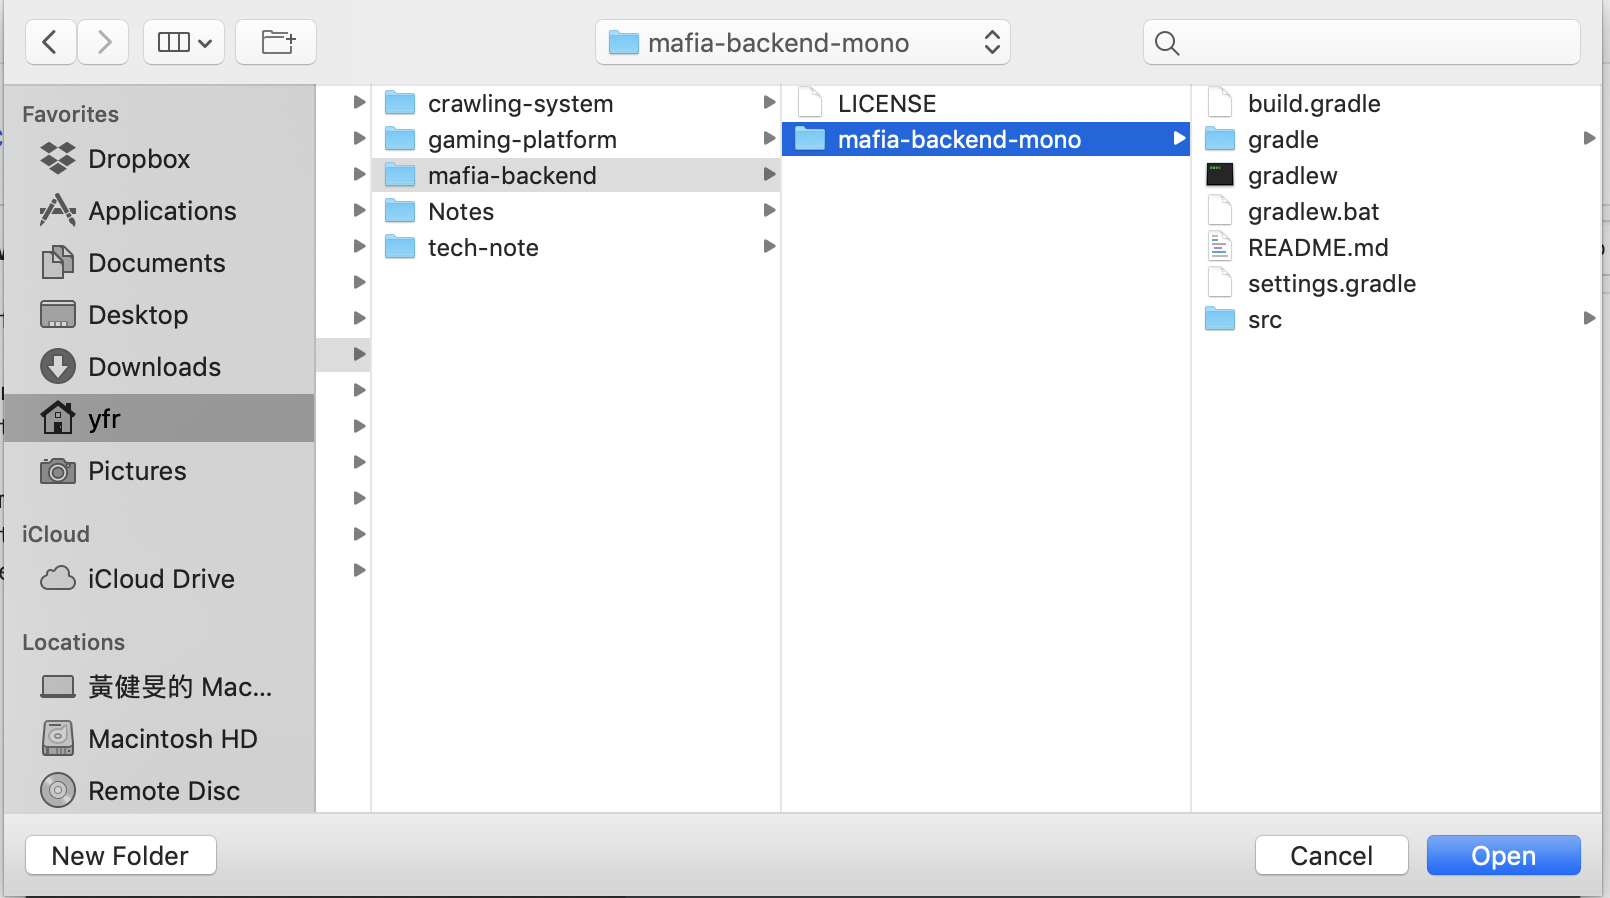 mafia-backend-mono
Favorites
Dropbox
Applications
Documents
Desktop
Downloads
yfr
Pictures
iCloud
iCloud Drive
Locations
黃健旻的 Mac...
Macintosh HD
Remote Disc
crawling-system
gaming-platform
mafia-backend
Notes
tech-note
LICENSE
mafia-backend-mono
build.gradle
gradle
gradlew
gradlew.bat
README.md
settings.gradle
src
New Folder
Cancel
Open